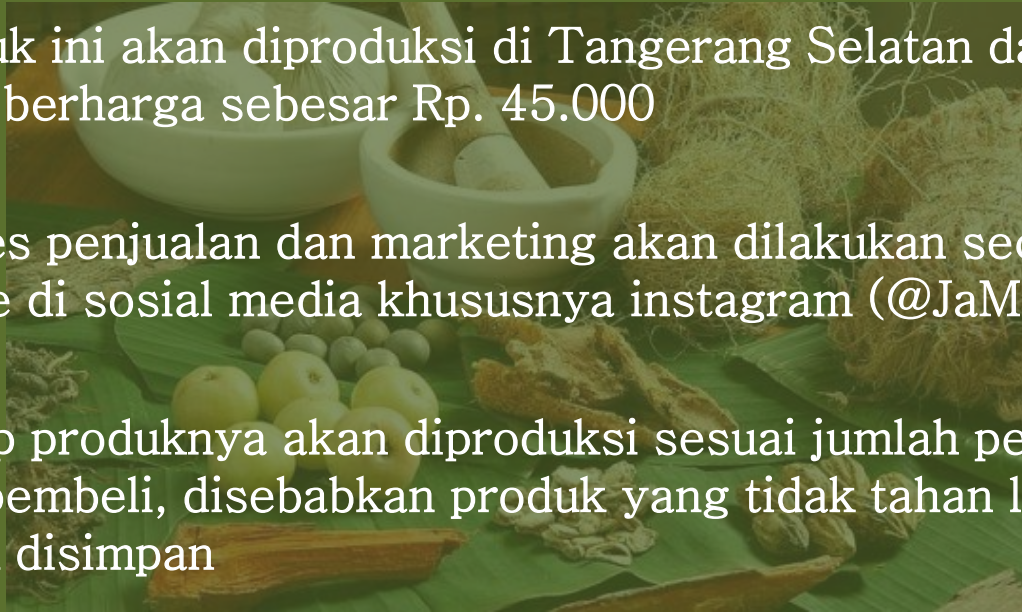 uk ini akan diproduksi di Tangerang Selatan da
berharga sebesar Rp. 45.000
es penjualan dan marketing akan dilakukan sec
e di sosial media khususnya instagram (@JaM
p produknya akan diproduksi sesuai jumlah pe
pembeli, disebabkan produk yang tidak tahan l
disimpan